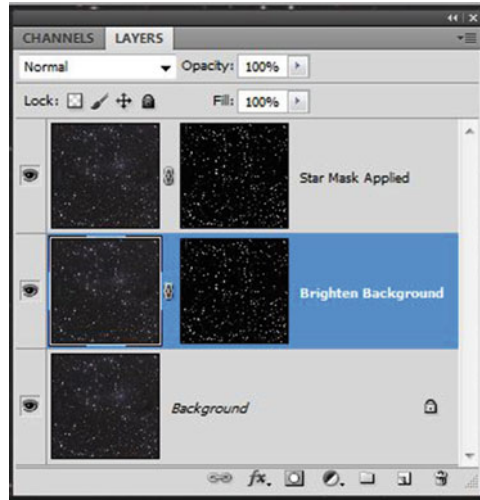 CHANNELS LAYERS
Normal Opacity: 100%
Lock: Fill: 100%
Star Mask Applied
Brighten Background
Background
fx.